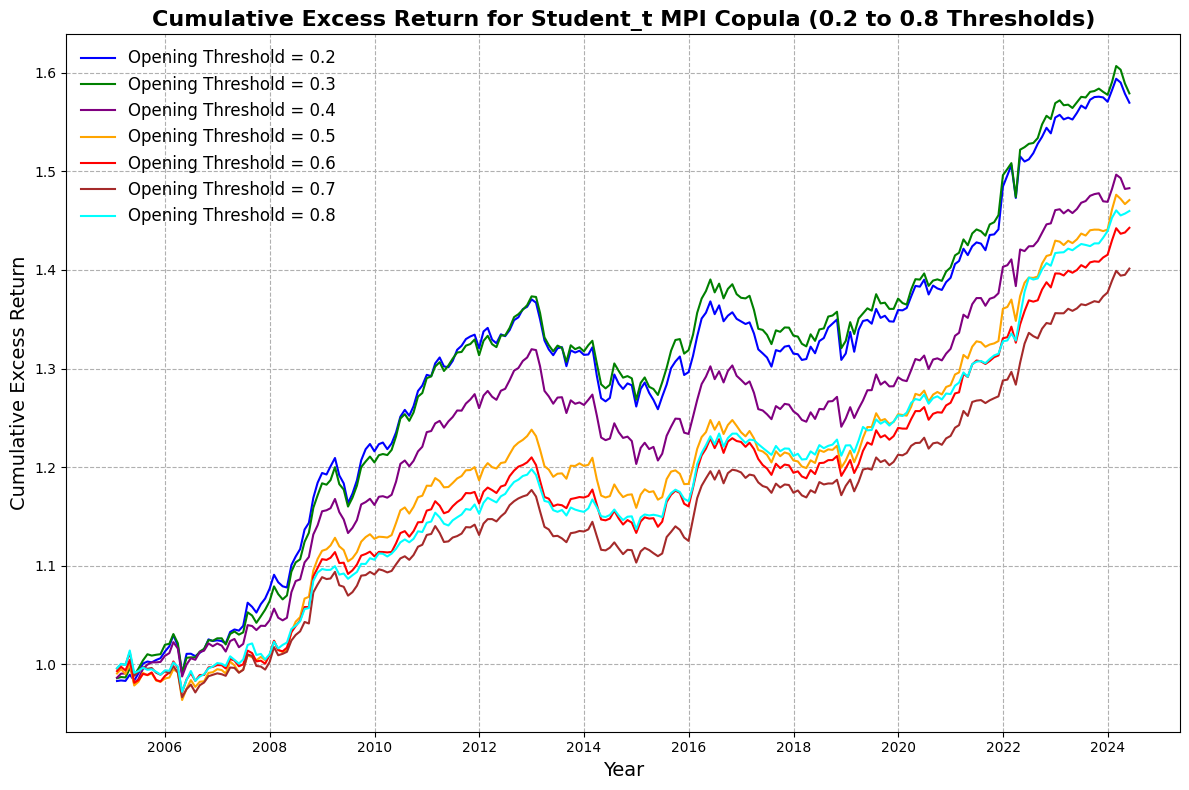 Cumulative Excess Return for Student_t MPI Copula (0.2 to 0.8 Thresholds)
Opening Threshold = 0.2
Opening Threshold = 0.3
Opening Threshold = 0.4
Opening Threshold = 0.5
Opening Threshold = 0.6
Opening Threshold = 0.7
Opening Threshold = 0.8
Cumulative Excess Return
1.6
1.5
1.4
1.3
1.2
1.1
1.0
2006 2008 2010 2012 2014 2016 2018 2020 2022 2024
Year